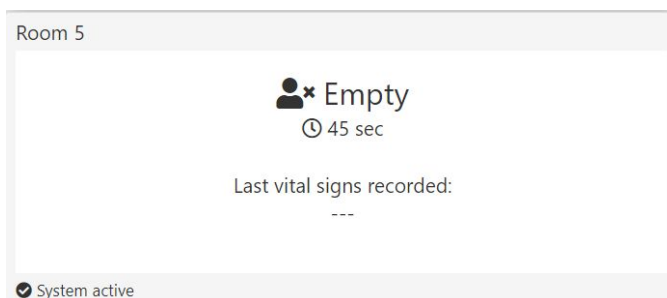 Room 5
Empty
45 sec
Last vital signs recorded:
---
System active